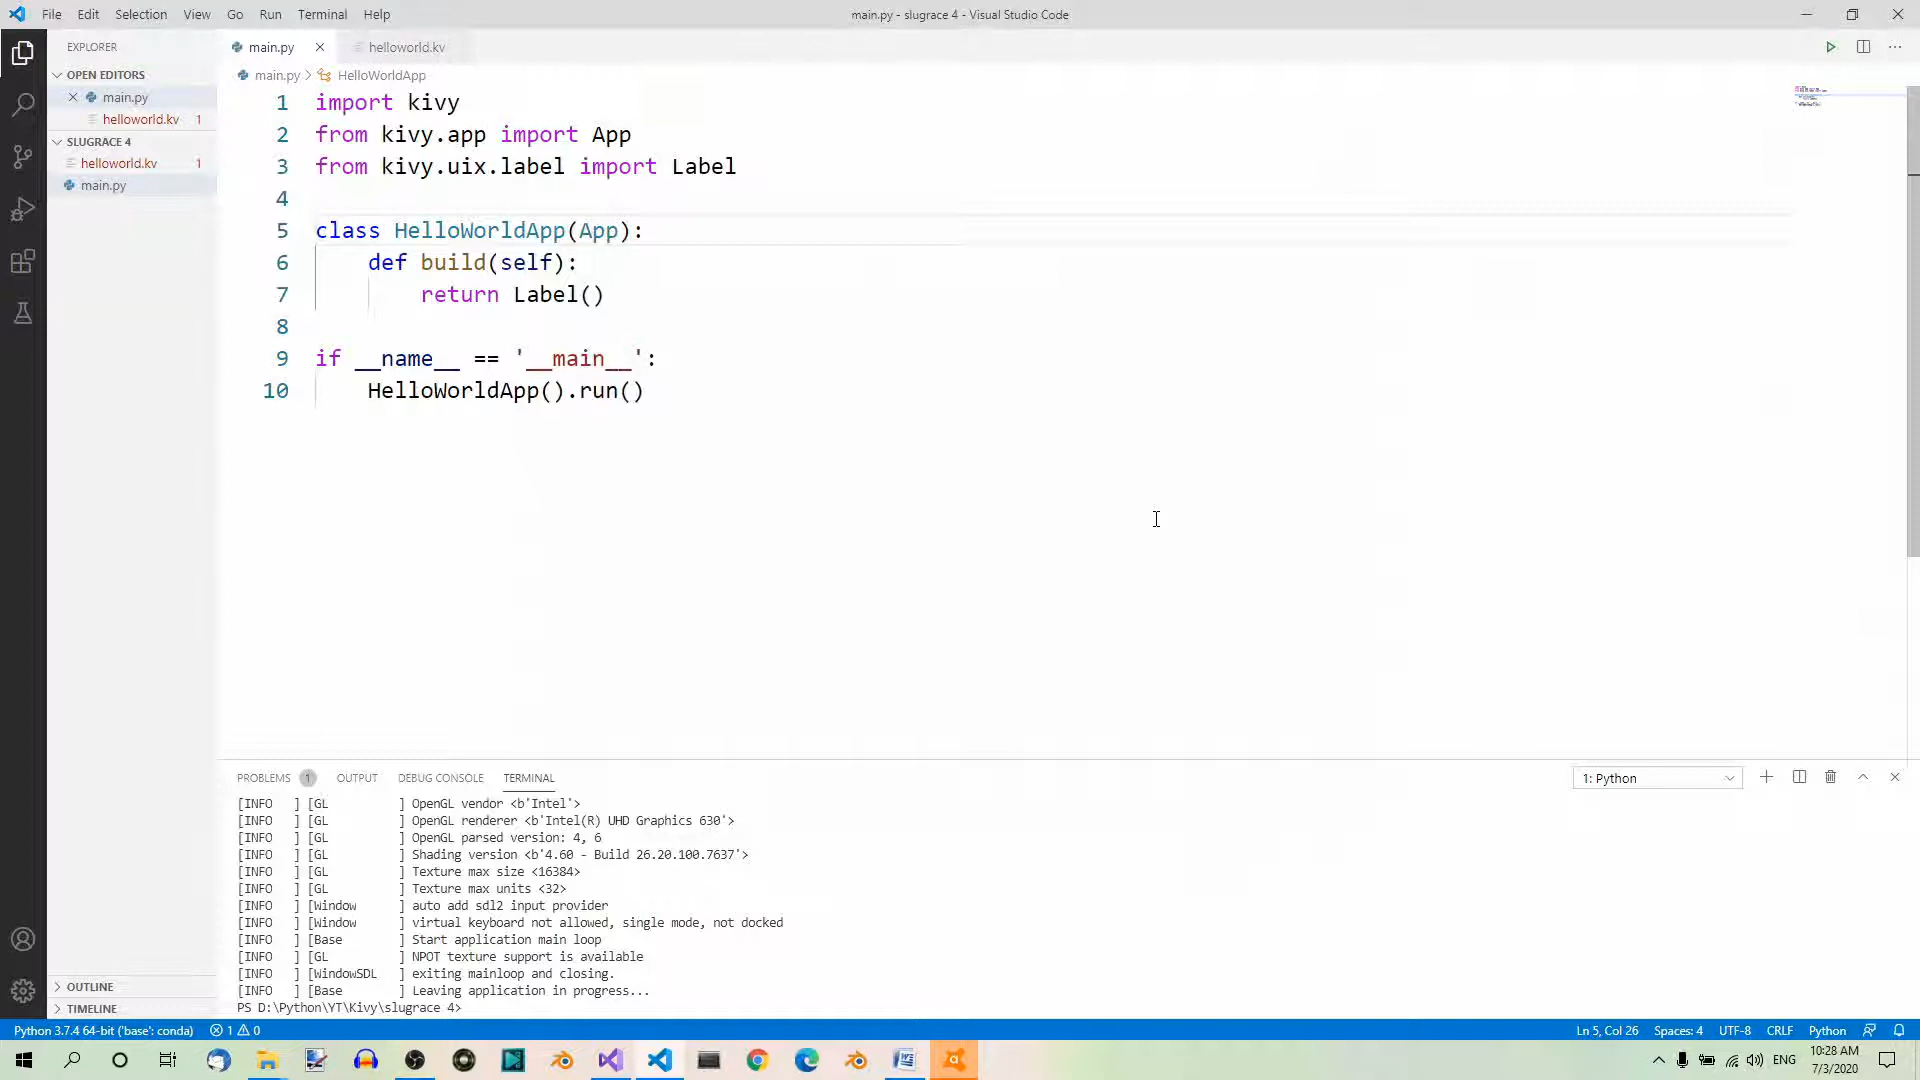 File Edit Selection View Go Run Terminal Help
main.py - slugrace 4 - Visual Studio Code
EXPLORER
OPEN EDITORS
main.py
helloworld.kv 1
SLUGRACE 4
helloworld.kv 1
main.py
OUTLINE
TIMELINE
main.py
helloworld.kv
main.py > HelloWorldApp
1 import kivy
2 from kivy.app import App
3 from kivy.uix.label import Label
4
5 class HelloWorldApp(App):
6 def build(self):
7 return Label()
8
9 if __name__ == '__main__':
10 HelloWorldApp().run()
PROBLEMS 1 OUTPUT DEBUG CONSOLE TERMINAL
1: Python
[INFO ] [GL ] OpenGL vendor <b'Intel'>
[INFO ] [GL ] OpenGL renderer <b'Intel(R) UHD Graphics 630'>
[INFO ] [GL ] OpenGL parsed version: 4, 6
[INFO ] [GL ] Shading version <b'4.60 - Build 26.20.100.7637'>
[INFO ] [GL ] Texture max size <16384>
[INFO ] [GL ] Texture max units <32>
[INFO ] [Window ] auto add sdl2 input provider
[INFO ] [Window ] virtual keyboard not allowed, single mode, not docked
[INFO ] [Base ] Start application main loop
[INFO ] [GL ] NPOT texture support is available
[INFO ] [WindowSDL ] exiting mainloop and closing.
[INFO ] [Base ] Leaving application in progress...
PS D:\Python\YT\Kivy\slugrace 4>
Python 3.7.4 64-bit ('base': conda) 1 0
Ln 5, Col 26 Spaces: 4 UTF-8 CRLF Python
ENG
10:28 AM
7/3/2020